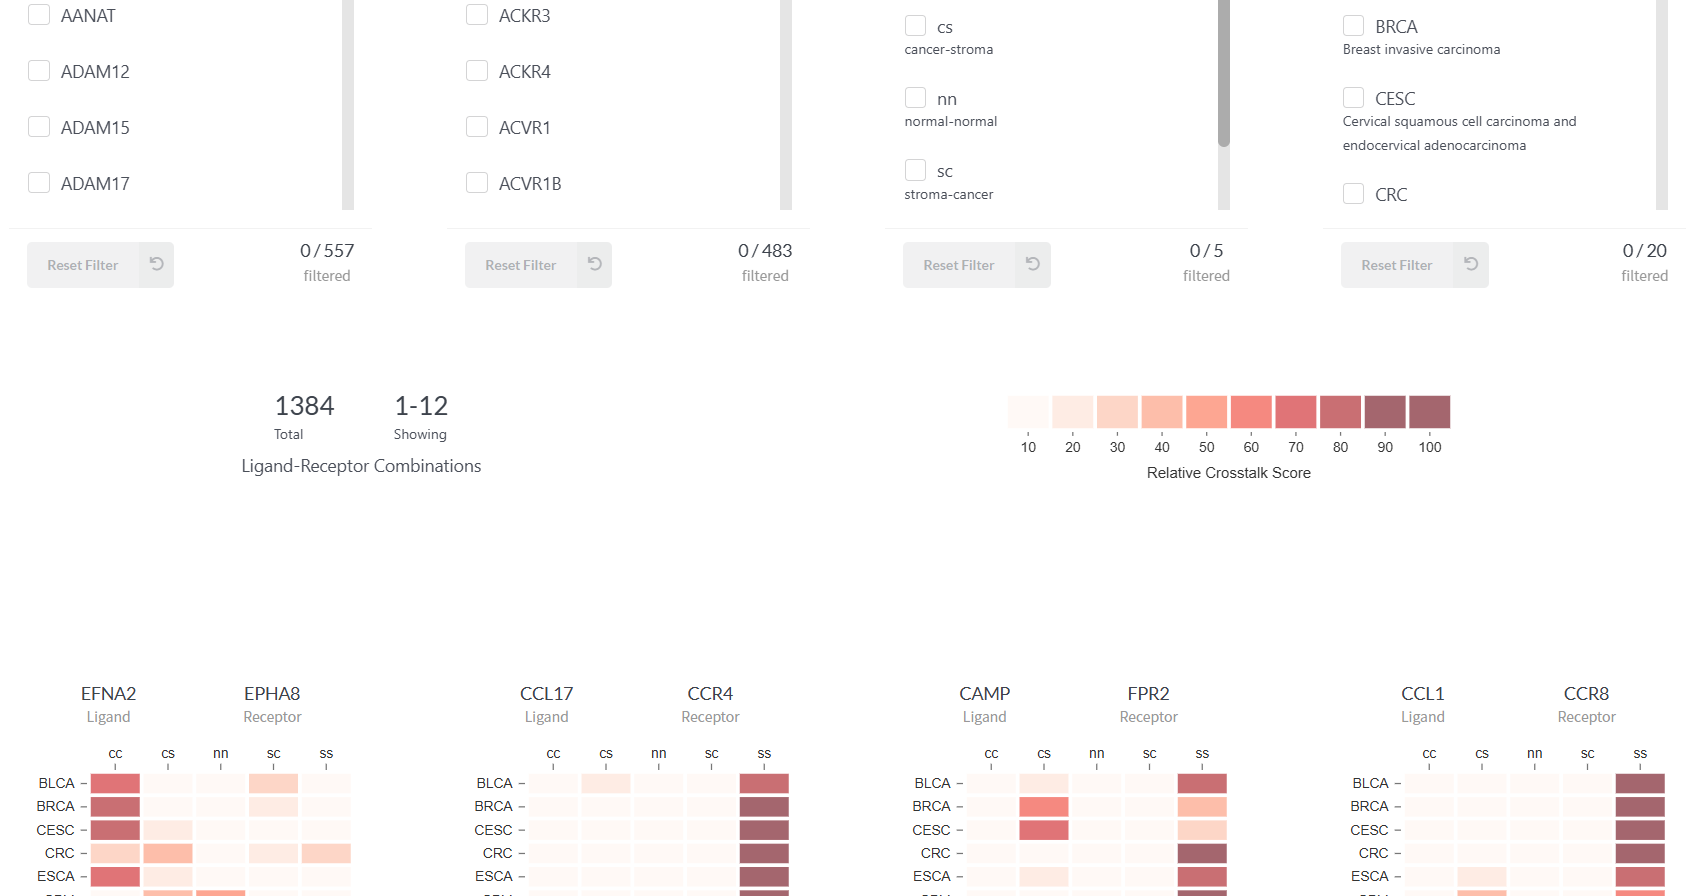 AANAT
ADAM12
ADAM15
ADAM17
Reset Filter
0 / 557
filtered
ACKR3
ACKR4
ACVR1
ACVR1B
Reset Filter
0 / 483
filtered
cs
cancer-stroma
nn
normal-normal
sc
stroma-cancer
Reset Filter
0 / 5
filtered
BRCA
Breast invasive carcinoma
CESC
Cervical squamous cell carcinoma and
endocervical adenocarcinoma
CRC
Reset Filter
0 / 20
filtered
1384 1-12
Total Showing
Ligand-Receptor Combinations
10 20 30 40 50 60 70 80 90 100
Relative Crosstalk Score
EFNA2 EPHA8
Ligand Receptor
cc cs nn sc ss
BLCA
BRCA
CESC
CRC
ESCA
CCL17 CCR4
Ligand Receptor
cc cs nn sc ss
BLCA
BRCA
CESC
CRC
ESCA
CAMP FPR2
Ligand Receptor
cc cs nn sc ss
BLCA
BRCA
CESC
CRC
ESCA
CCL1 CCR8
Ligand Receptor
cc cs nn sc ss
BLCA
BRCA
CESC
CRC
ESCA